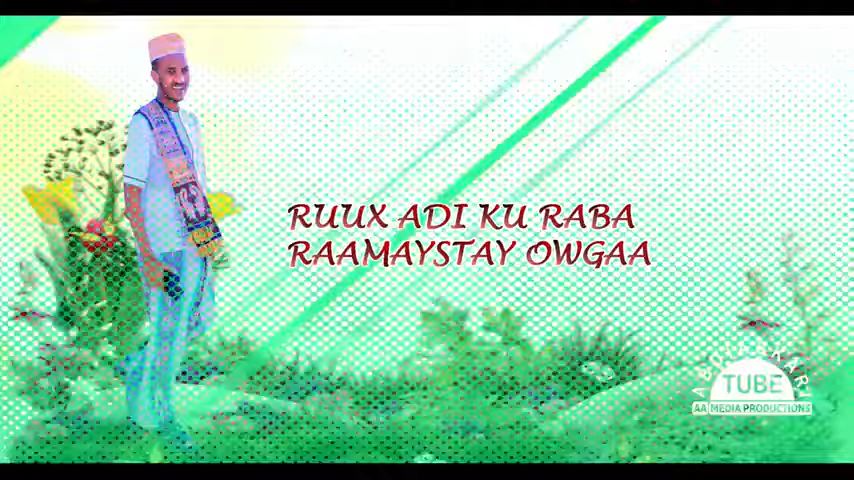 RUUX ADI KU RABA
RAAMAYSTAY OWGAA
TUBE
AA MEDIA PRODUCTIONS